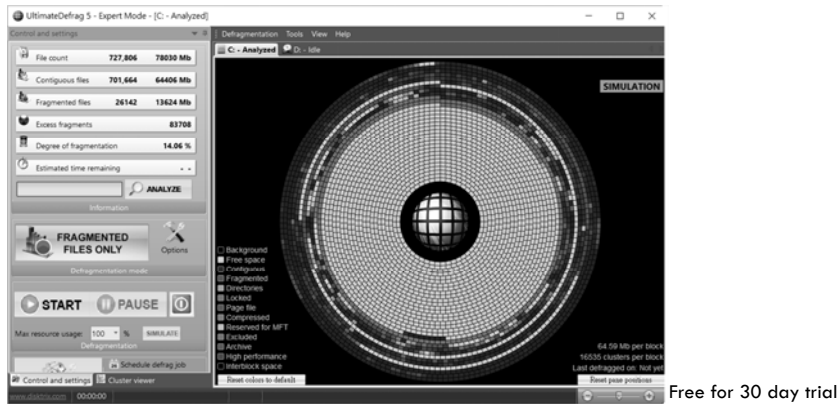 UltimateDefrag 5 - Expert Mode - [C: - Analyzed]
Control and settings
Defragmentation Tools View Help
C: - Analyzed D: - Idle
File count 727,806 78030 Mb
Contiguous files 701,664 64406 Mb
Fragmented files 26142 13624 Mb
Excess fragments 83708
Degree of fragmentation 14.06 %
Estimated time remaining - -
ANALYZE
Information
FRAGMENTED
FILES ONLY
Options
Defragmentation mode
START PAUSE
Max resource usage: 100 % SIMULATE
Defragmentation
Schedule defrag job
Control and settings Cluster viewer
www.disktrix.com 00:00:00
SIMULATION
Background
Free space
Contiguous
Fragmented
Directories
Locked
Page file
Compressed
Reserved for MFT
Excluded
Archive
High performance
Interblock space
Reset colors to default
64.59 Mb per block
16535 clusters per block
Last defragged on: Not yet
Reset pane positions
Free for 30 day trial